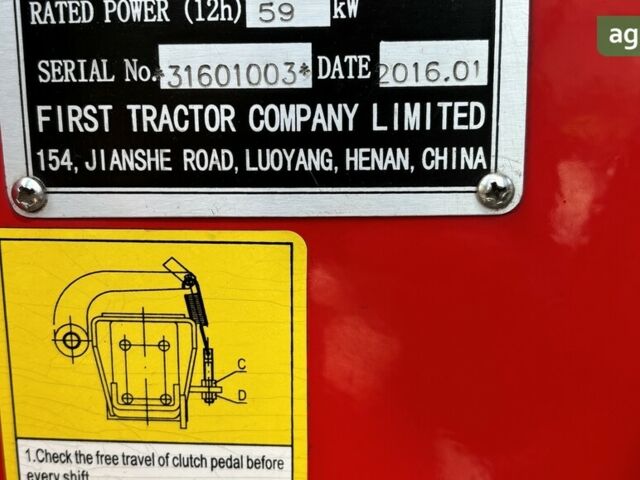 RATED POWER (12h) 59 kW
SERIAL No. *31601003* DATE 2016.01
FIRST TRACTOR COMPANY LIMITED
154, JIANSHE ROAD, LUOYANG, HENAN, CHINA
ag
C
D
1.Check the free travel of clutch pedal before
every shift